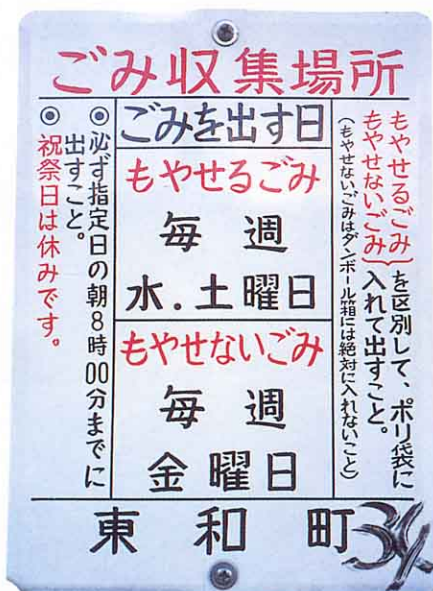 ごみ収集場所
もやせるごみ
もやせないごみ
}を区別して、ポリ袋に
入れて出すこと。
(もやせないごみはダンボール箱には絶対に入れないこと)
ごみを出す日
もやせるごみ
毎週
水.土曜日
もやせないごみ
毎週
金曜日
◎必ず指定日の朝8時00分までに
出すこと。
◎祝祭日は休みです。
東和町